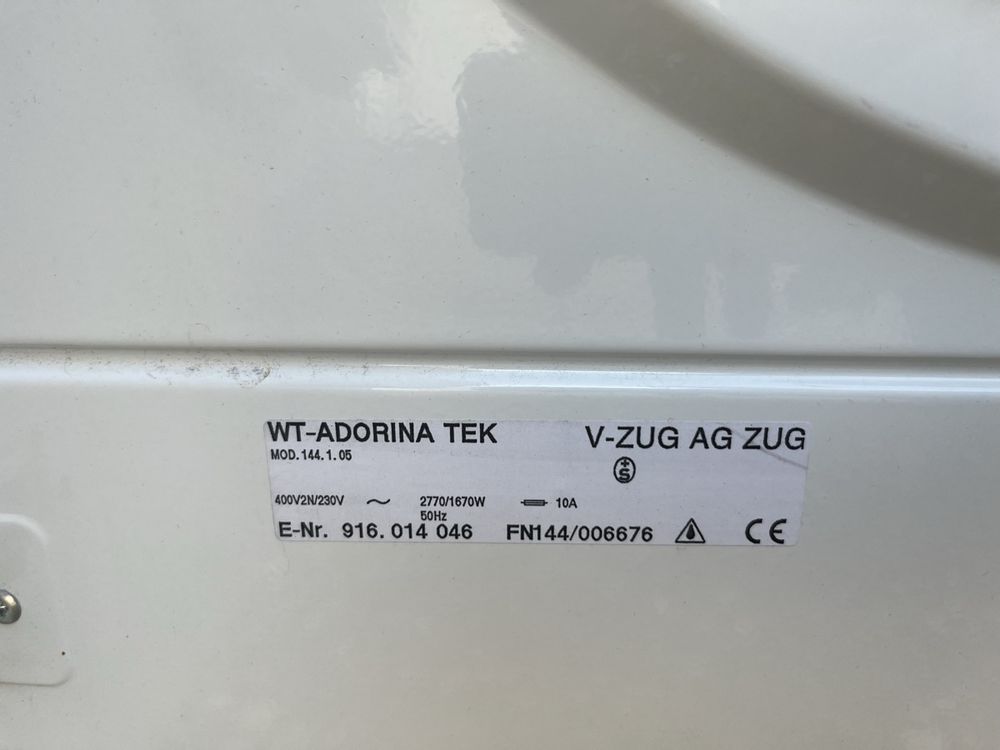 WT-ADORINA TEK V-ZUG AG ZUG
MOD.144.1.05
+S
400V2N/230V ~ 2770/1670W 10A
50Hz
E-Nr. 916.014 046 FN144/006676 CE